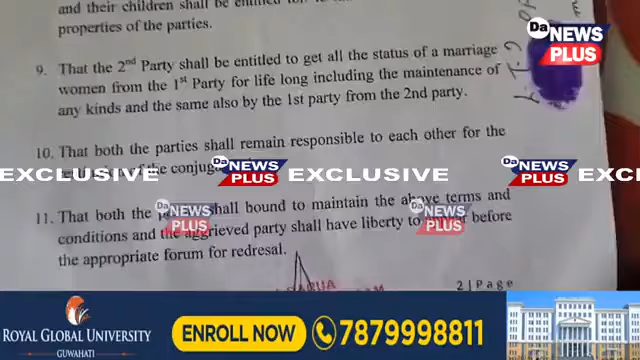 and their children shall be entitled
properties of the parties.
9. That the 2nd Party shall be entitled to get all the status of a marriage
women from the 1st Party for life long including the maintenance of
any kinds and the same also by the 1st party from the 2nd party.
10. That both the parties shall remain responsible to each other for the
of the
11. That both the shall bound to maintain the above terms and
conditions and the aggrieved party shall have liberty to before
the appropriate forum for redresal.
2 | Page
Da NEWS PLUS
EXCLUSIVE
Da NEWS PLUS
EXCLUSIVE
Da NEWS PLUS
EXCL
Da NEWS PLUS
Da NEWS PLUS
ROYAL GLOBAL UNIVERSITY
GUWAHATI
ENROLL NOW
7879998811